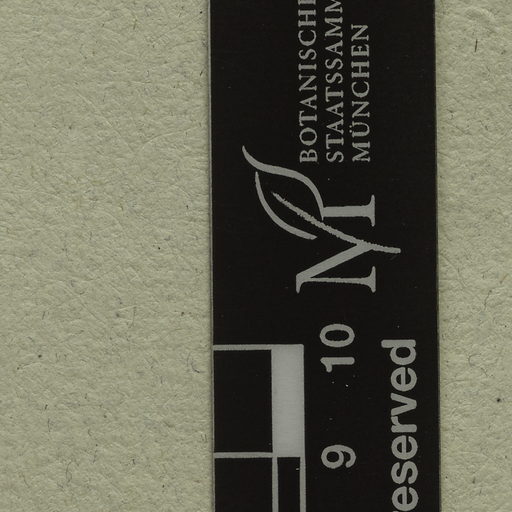 BOTANISCHE
STAATSSAMM
MÜNCHEN
M
9 10
eserved